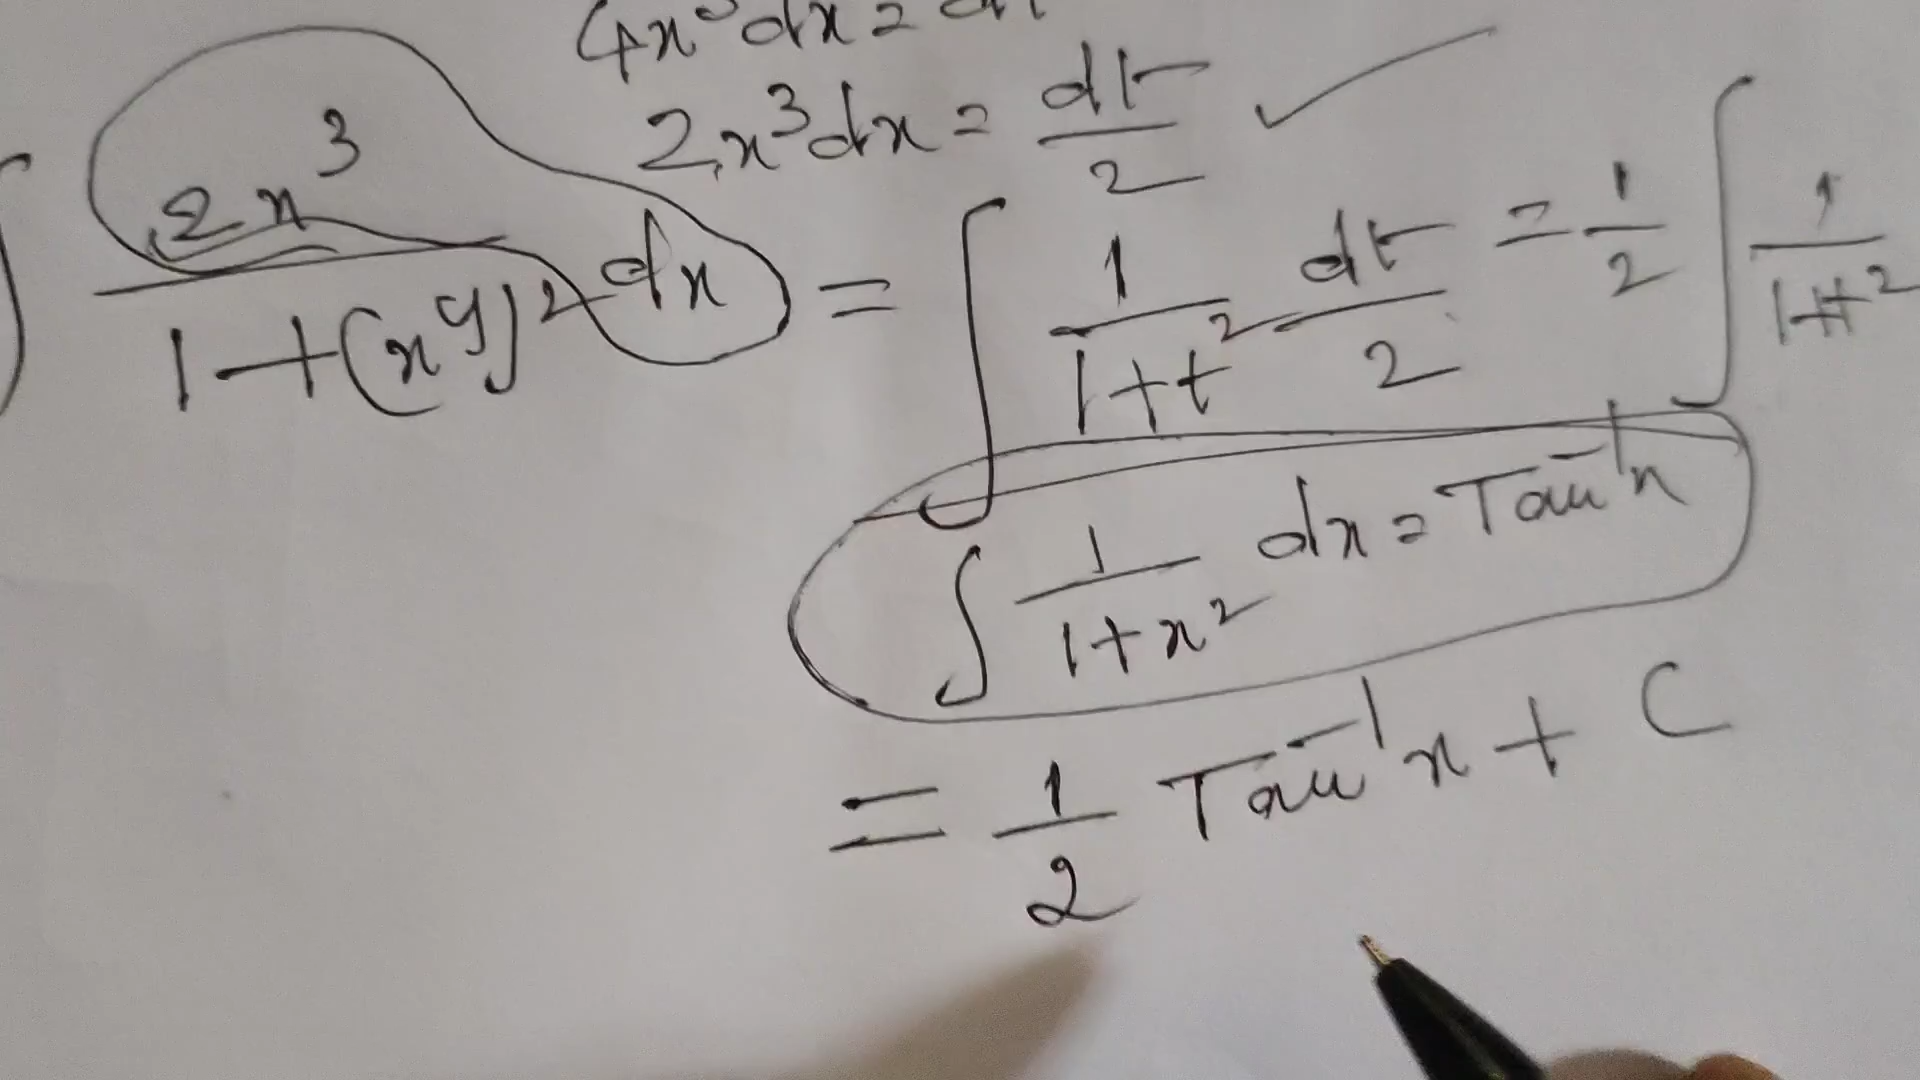 4x³dx = dt
2x³dx = dt/2 ✓
∫ 2x³/(1+(x⁴)²) dx = ∫ 1/(1+t²) dt/2 = 1/2 ∫ 1/(1+t²)
∫ 1/(1+x²) dx = Tan⁻¹x
= 1/2 Tan⁻¹x + C